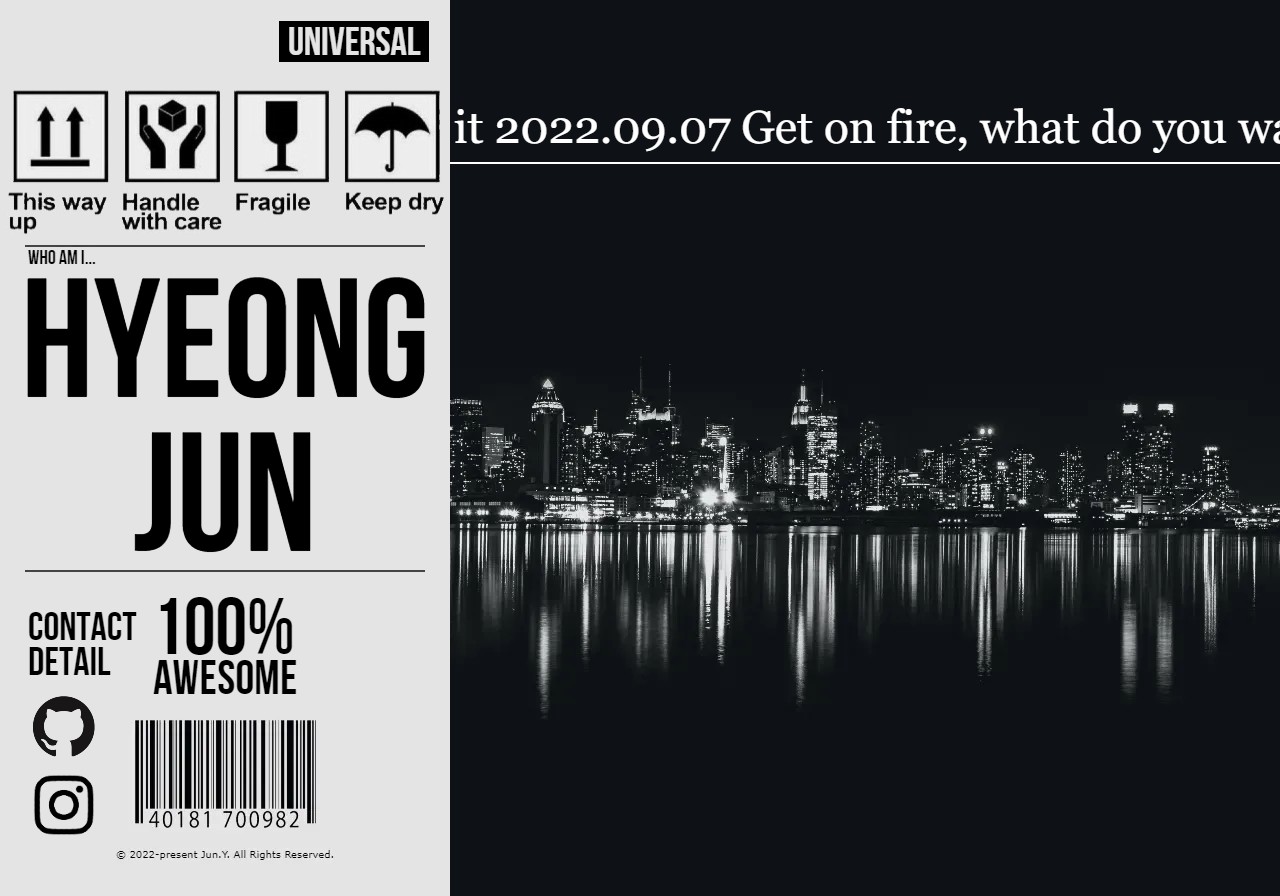 UNIVERSAL
it 2022.09.07 Get on fire, what do you wa
This way up
Handle with care
Fragile
Keep dry
WHO AM I...
HYEONG
JUN
CONTACT
DETAIL
100%
AWESOME
40181 700982
© 2022-present Jun.Y. All Rights Reserved.